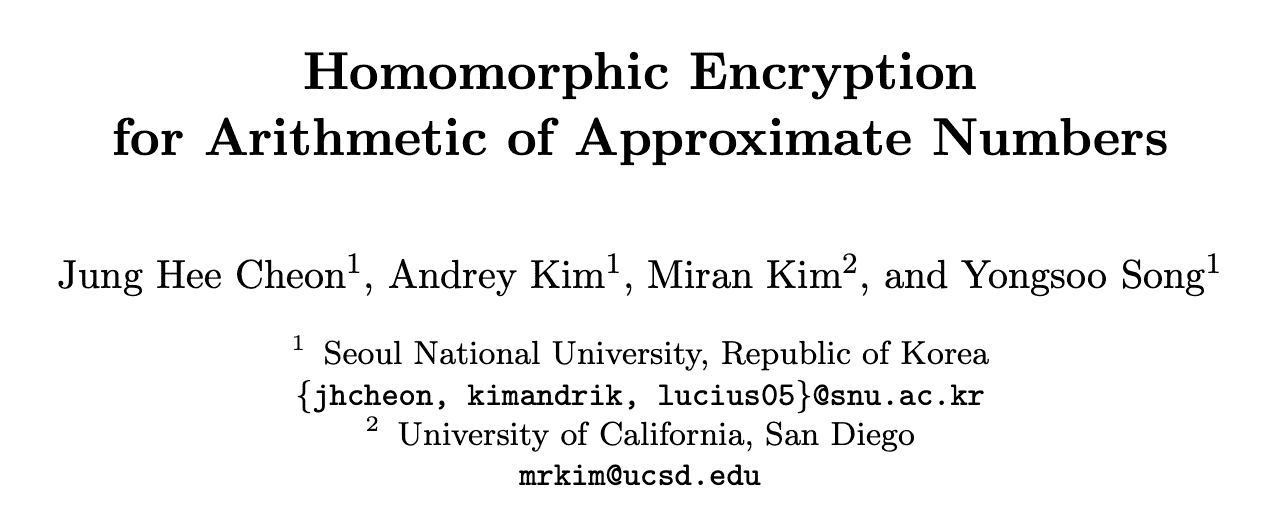 Homomorphic Encryption
for Arithmetic of Approximate Numbers
Jung Hee Cheon¹, Andrey Kim¹, Miran Kim², and Yongsoo Song¹
¹ Seoul National University, Republic of Korea
{jhcheon, kimandrik, lucius05}@snu.ac.kr
² University of California, San Diego
mrkim@ucsd.edu